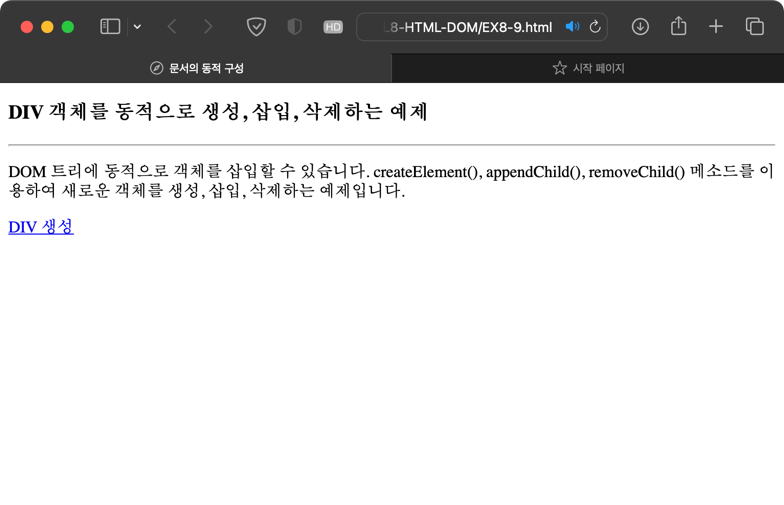 HD
L8-HTML-DOM/EX8-9.html
문서의 동적 구성
시작 페이지
DIV 객체를 동적으로 생성, 삽입, 삭제하는 예제
DOM 트리에 동적으로 객체를 삽입할 수 있습니다. createElement(), appendChild(), removeChild() 메소드를 이
용하여 새로운 객체를 생성, 삽입, 삭제하는 예제입니다.
DIV 생성